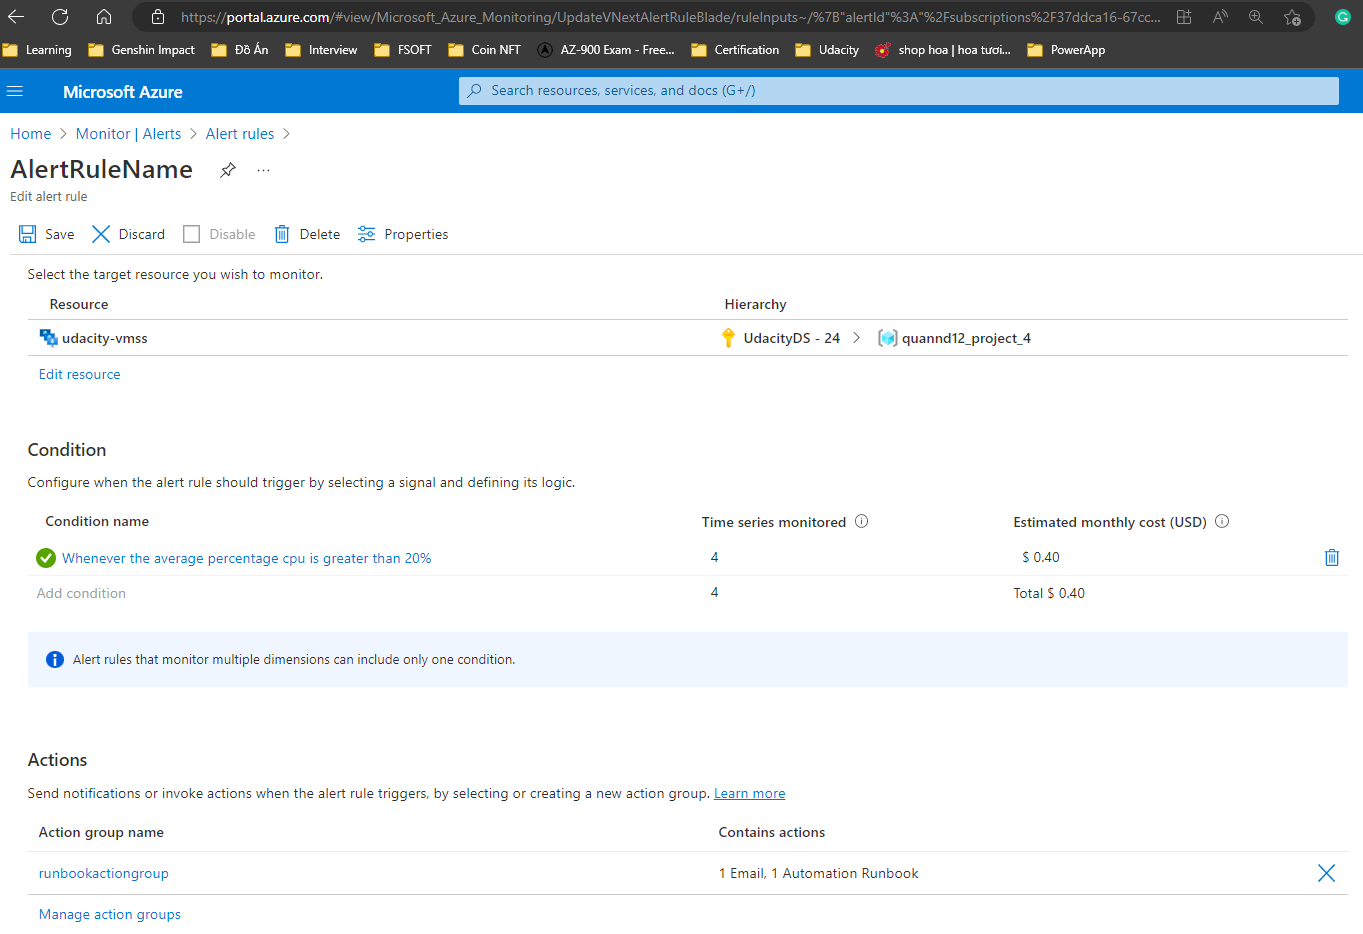 https://portal.azure.com/#view/Microsoft_Azure_Monitoring/UpdateVNextAlertRuleBlade/ruleInputs~/%7B"alertId"%3A"%2Fsubscriptions%2F37ddca16-67cc...
Learning Genshin Impact Đồ Án Interview FSOFT Coin NFT AZ-900 Exam - Free... Certification Udacity shop hoa | hoa tươi... PowerApp
Microsoft Azure
Search resources, services, and docs (G+/)
Home > Monitor | Alerts > Alert rules >
AlertRuleName ...
Edit alert rule
Save Discard Disable Delete Properties
Select the target resource you wish to monitor.
Resource Hierarchy
udacity-vmss UdacityDS - 24 > quannd12_project_4
Edit resource
Condition
Configure when the alert rule should trigger by selecting a signal and defining its logic.
Condition name Time series monitored Estimated monthly cost (USD)
Whenever the average percentage cpu is greater than 20% 4 $ 0.40
Add condition 4 Total $ 0.40
Alert rules that monitor multiple dimensions can include only one condition.
Actions
Send notifications or invoke actions when the alert rule triggers, by selecting or creating a new action group. Learn more
Action group name Contains actions
runbookactiongroup 1 Email, 1 Automation Runbook
Manage action groups